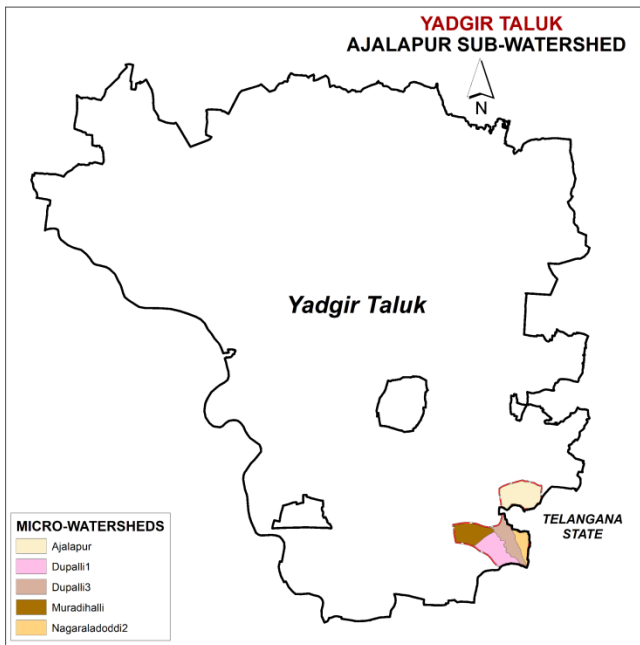 YADGIR TALUK
AJALAPUR SUB-WATERSHED
N
Yadgir Taluk
TELANGANA
STATE
MICRO-WATERSHEDS
Ajalapur
Dupalli1
Dupalli3
Muradihalli
Nagaraladoddi2